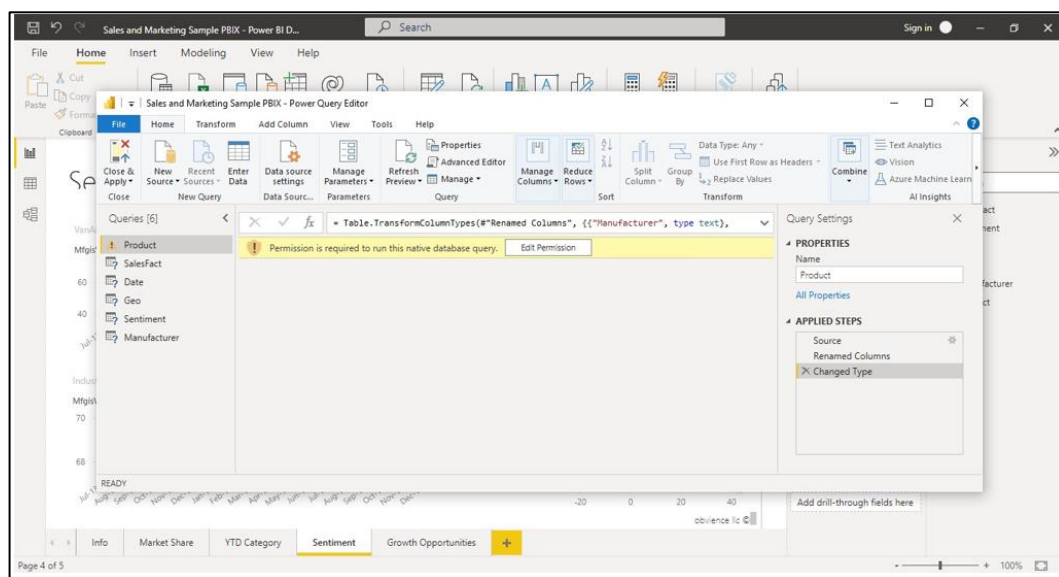 Sales and Marketing Sample PBIX - Power BI D...
Search
Sign in
File Home Insert Modeling View Help
Paste
Cut
Copy
Clipboard
Sales and Marketing Sample PBIX - Power Query Editor
File Home Transform Add Column View Tools Help
Close & Apply
Close
New Source
Recent Sources
Enter Data
New Query
Data source settings
Data Sourc...
Manage Parameters
Parameters
Refresh Preview
Properties
Advanced Editor
Manage
Query
Manage Columns
Reduce Rows
Sort
Split Column
Group By
Data Type: Any
Use First Row as Headers
Replace Values
Transform
Combine
Text Analytics
Vision
Azure Machine Learn
AI Insights
Queries [6]
Product
SalesFact
Date
Geo
Sentiment
Manufacturer
= Table.TransformColumnTypes(#"Renamed Columns", {{"Manufacturer", type text},
Permission is required to run this native database query. Edit Permission
Query Settings
PROPERTIES
Name
Product
All Properties
APPLIED STEPS
Source
Renamed Columns
Changed Type
READY
60
40
70
68
-20 0 20 40
obvience llc ©
Add drill-through fields here
Info Market Share YTD Category Sentiment Growth Opportunities
Page 4 of 5
100%